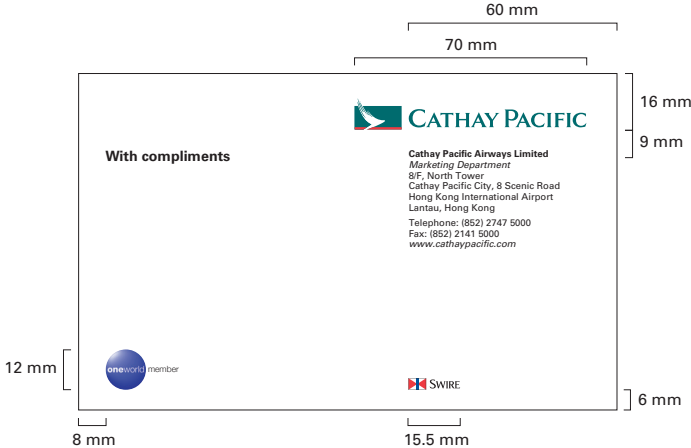 60 mm
70 mm
16 mm
CATHAY PACIFIC
9 mm
With compliments
Cathay Pacific Airways Limited
Marketing Department
8/F, North Tower
Cathay Pacific City, 8 Scenic Road
Hong Kong International Airport
Lantau, Hong Kong
Telephone: (852) 2747 5000
Fax: (852) 2141 5000
www.cathaypacific.com
12 mm
oneworld member
SWIRE
6 mm
8 mm
15.5 mm